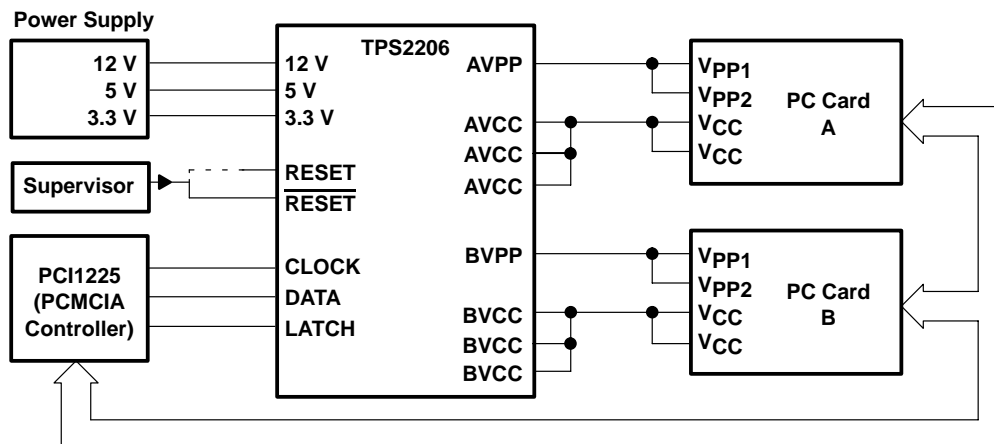 Power Supply
12 V
5 V
3.3 V
Supervisor
PCI1225
(PCMCIA
Controller)
TPS2206
12 V
5 V
3.3 V
RESET
RESET
CLOCK
DATA
LATCH
AVPP
AVCC
AVCC
AVCC
BVPP
BVCC
BVCC
BVCC
VPP1
VPP2
VCC
VCC
PC Card
A
VPP1
VPP2
VCC
VCC
PC Card
B